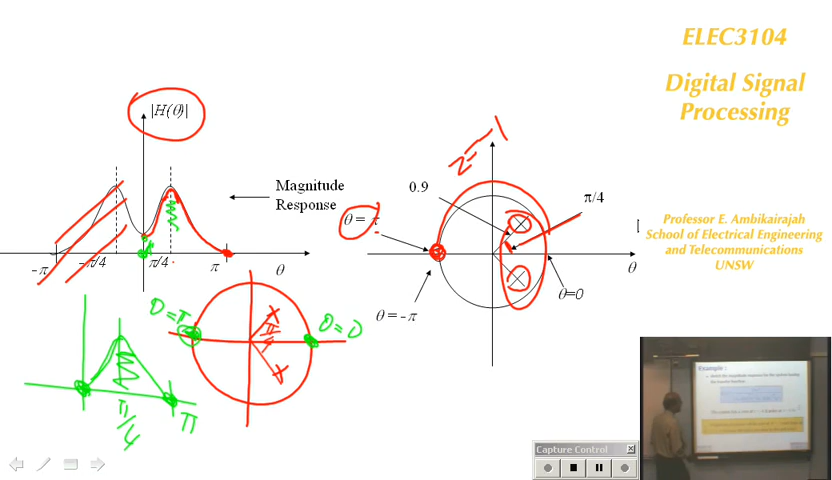 ELEC3104
Digital Signal
Processing
Professor E. Ambikairajah
School of Electrical Engineering
and Telecommunications
UNSW
|H(θ)|
Magnitude
Response
-π
-π/4
π/4
π
θ
z=-1
0.9
π/4
θ = π
θ = -π
θ=0
θ
θ=π
θ=0
π/4
π/4
π
Capture Control
Example :